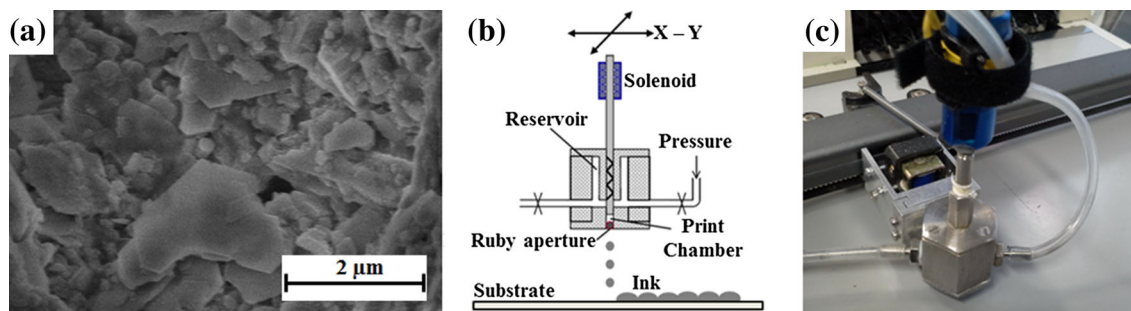 (a)
2 μm
(b)
X – Y
Solenoid
Reservoir
Pressure
Ruby aperture
Print
Chamber
Ink
Substrate
(c)